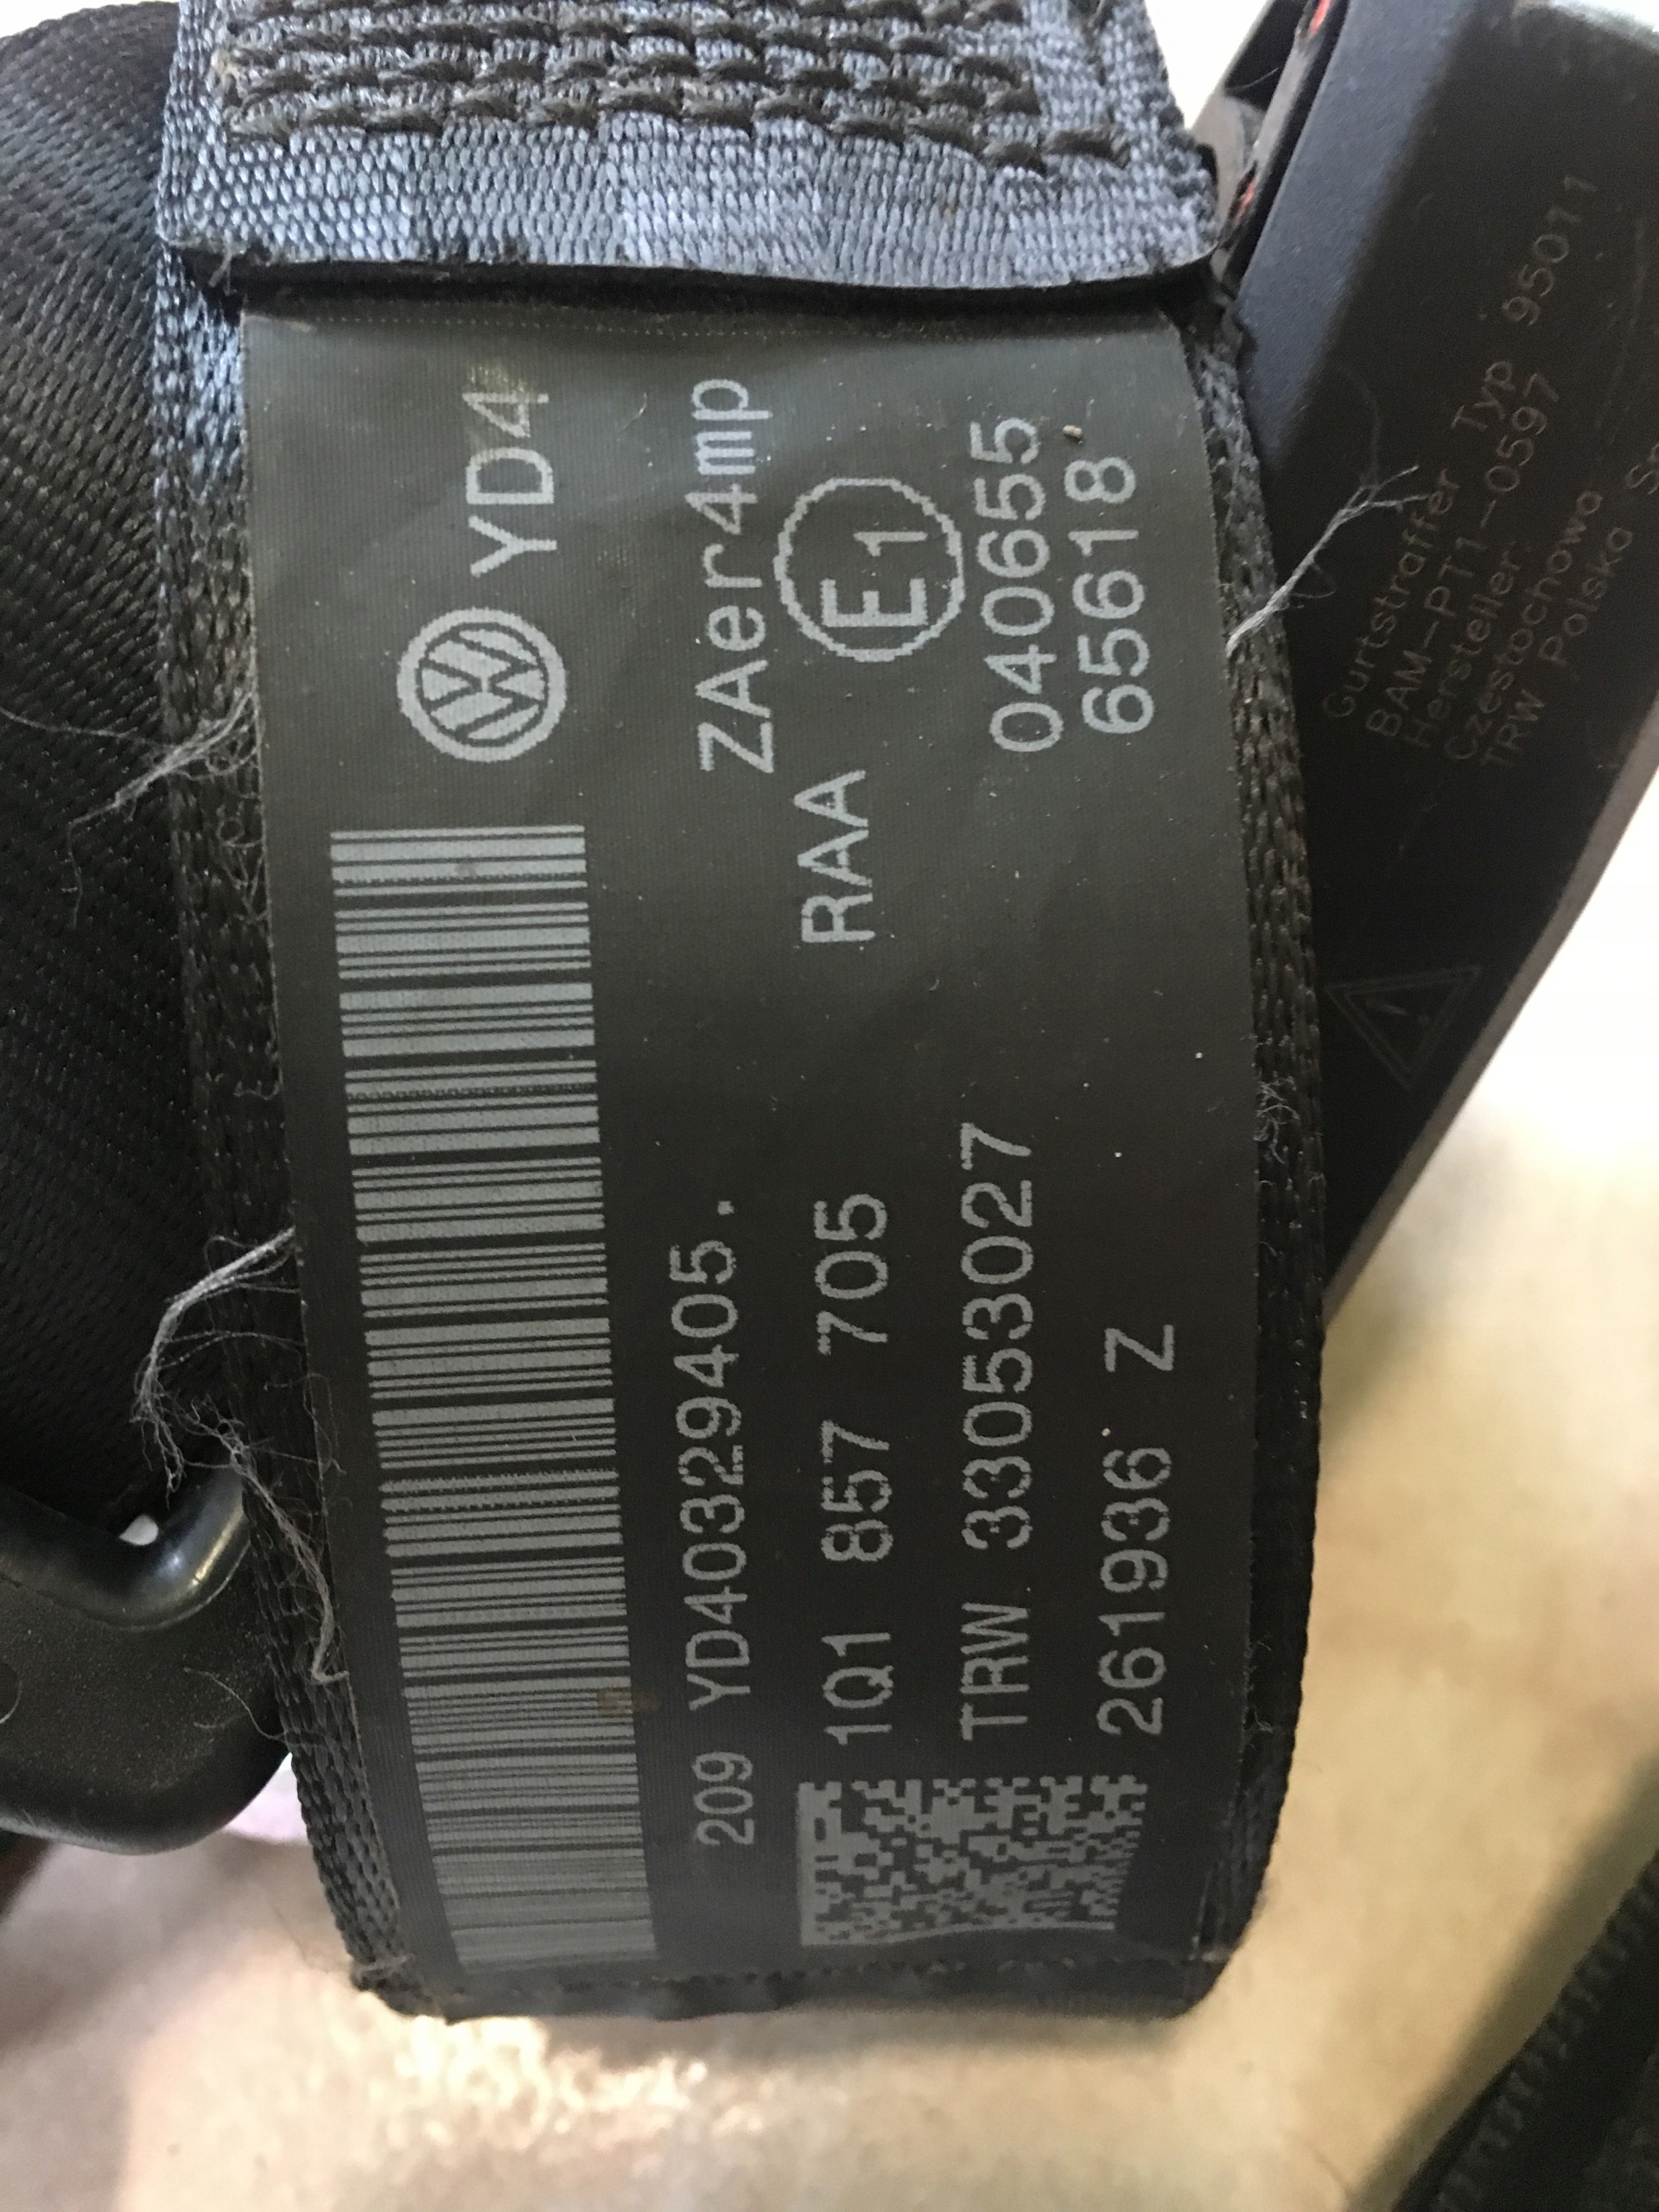 YD4
209 YD40329405.
ZAer4mp
1Q1 857 705
RAA
E1
TRW 33053027
040655
261936 Z
65618
Gurtstraffer Typ 95011
BAM-PT1-0597
Hersteller:
Czestochowa
TRW Polska